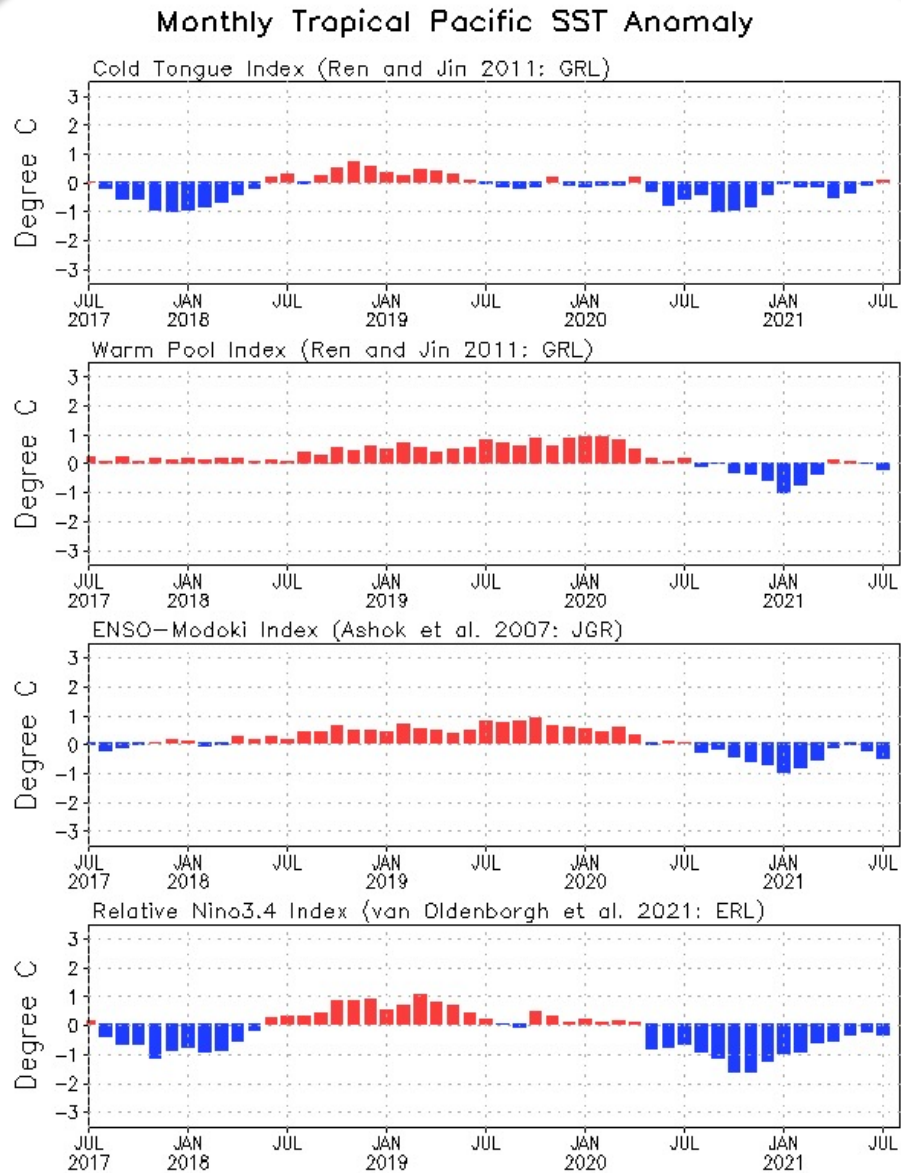 Monthly Tropical Pacific SST Anomaly
Cold Tongue Index (Ren and Jin 2011: GRL)
Degree C
3
2
1
0
−1
−2
−3
JUL JAN JUL JAN JUL JAN JUL JAN JUL
2017 2018 2019 2020 2021
Warm Pool Index (Ren and Jin 2011: GRL)
Degree C
3
2
1
0
−1
−2
−3
JUL JAN JUL JAN JUL JAN JUL JAN JUL
2017 2018 2019 2020 2021
ENSO−Modoki Index (Ashok et al. 2007: JGR)
Degree C
3
2
1
0
−1
−2
−3
JUL JAN JUL JAN JUL JAN JUL JAN JUL
2017 2018 2019 2020 2021
Relative Nino3.4 Index (van Oldenborgh et al. 2021: ERL)
Degree C
3
2
1
0
−1
−2
−3
JUL JAN JUL JAN JUL JAN JUL JAN JUL
2017 2018 2019 2020 2021